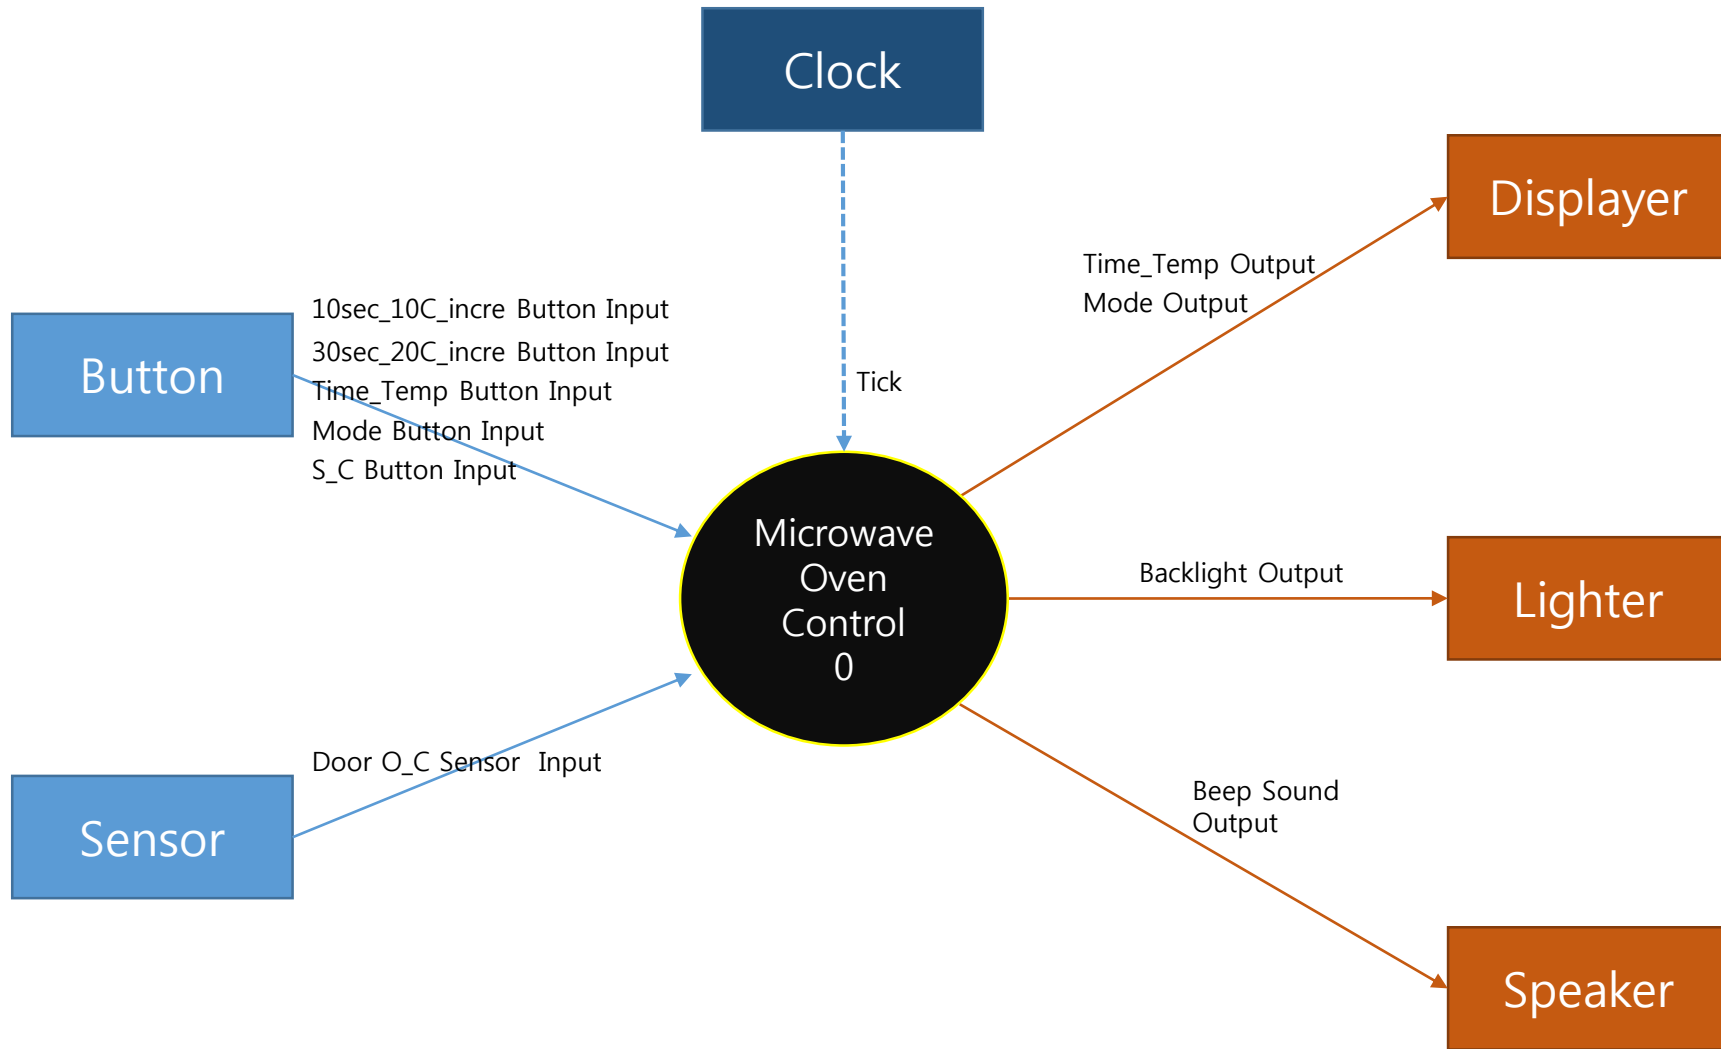 Clock
Displayer
Time_Temp Output
Mode Output
10sec_10C_incre Button Input
30sec_20C_incre Button Input
Time_Temp Button Input
Mode Button Input
S_C Button Input
Button
Tick
Microwave
Oven
Control
0
Backlight Output
Lighter
Door O_C Sensor Input
Sensor
Beep Sound
Output
Speaker